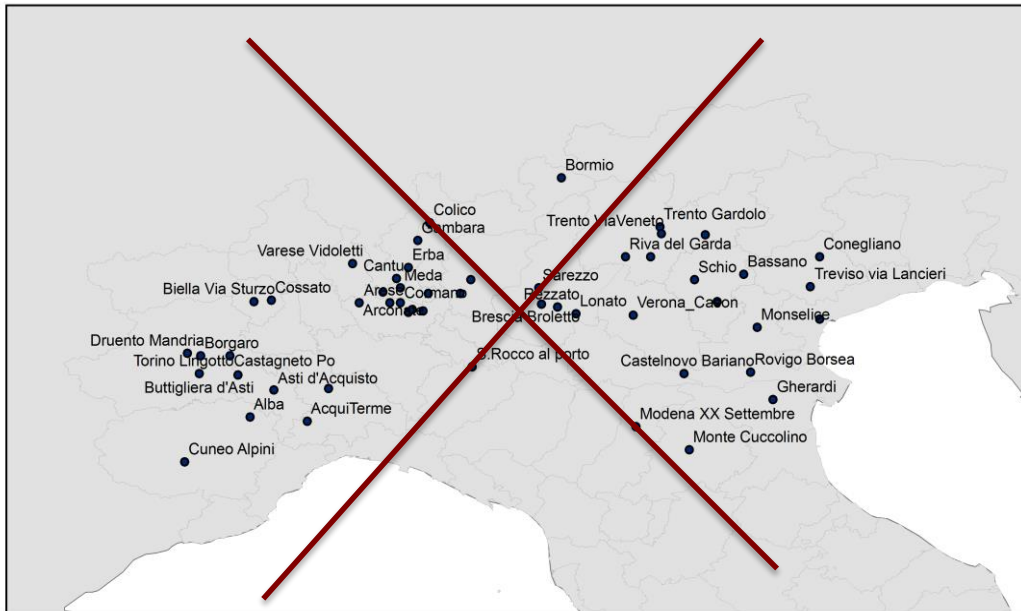 Bormio
Colico
Gambara
Trento ViaVeneto
Trento Gardolo
Varese Vidoletti
Erba
Riva del Garda
Conegliano
Cantu
Meda
Sarezzo
Schio
Bassano
Treviso via Lancieri
Biella Via Sturzo
Cossato
Arese
Cormano
Rezzato
Lonato
Verona_Cason
Arconate
Brescia Broletto
Monselice
Druento Mandria
Borgaro
S.Rocco al porto
Torino Lingotto
Castagneto Po
Castelnovo Bariano
Rovigo Borsea
Buttigliera d'Asti
Asti d'Acquisto
Gherardi
Alba
AcquiTerme
Modena XX Settembre
Cuneo Alpini
Monte Cuccolino